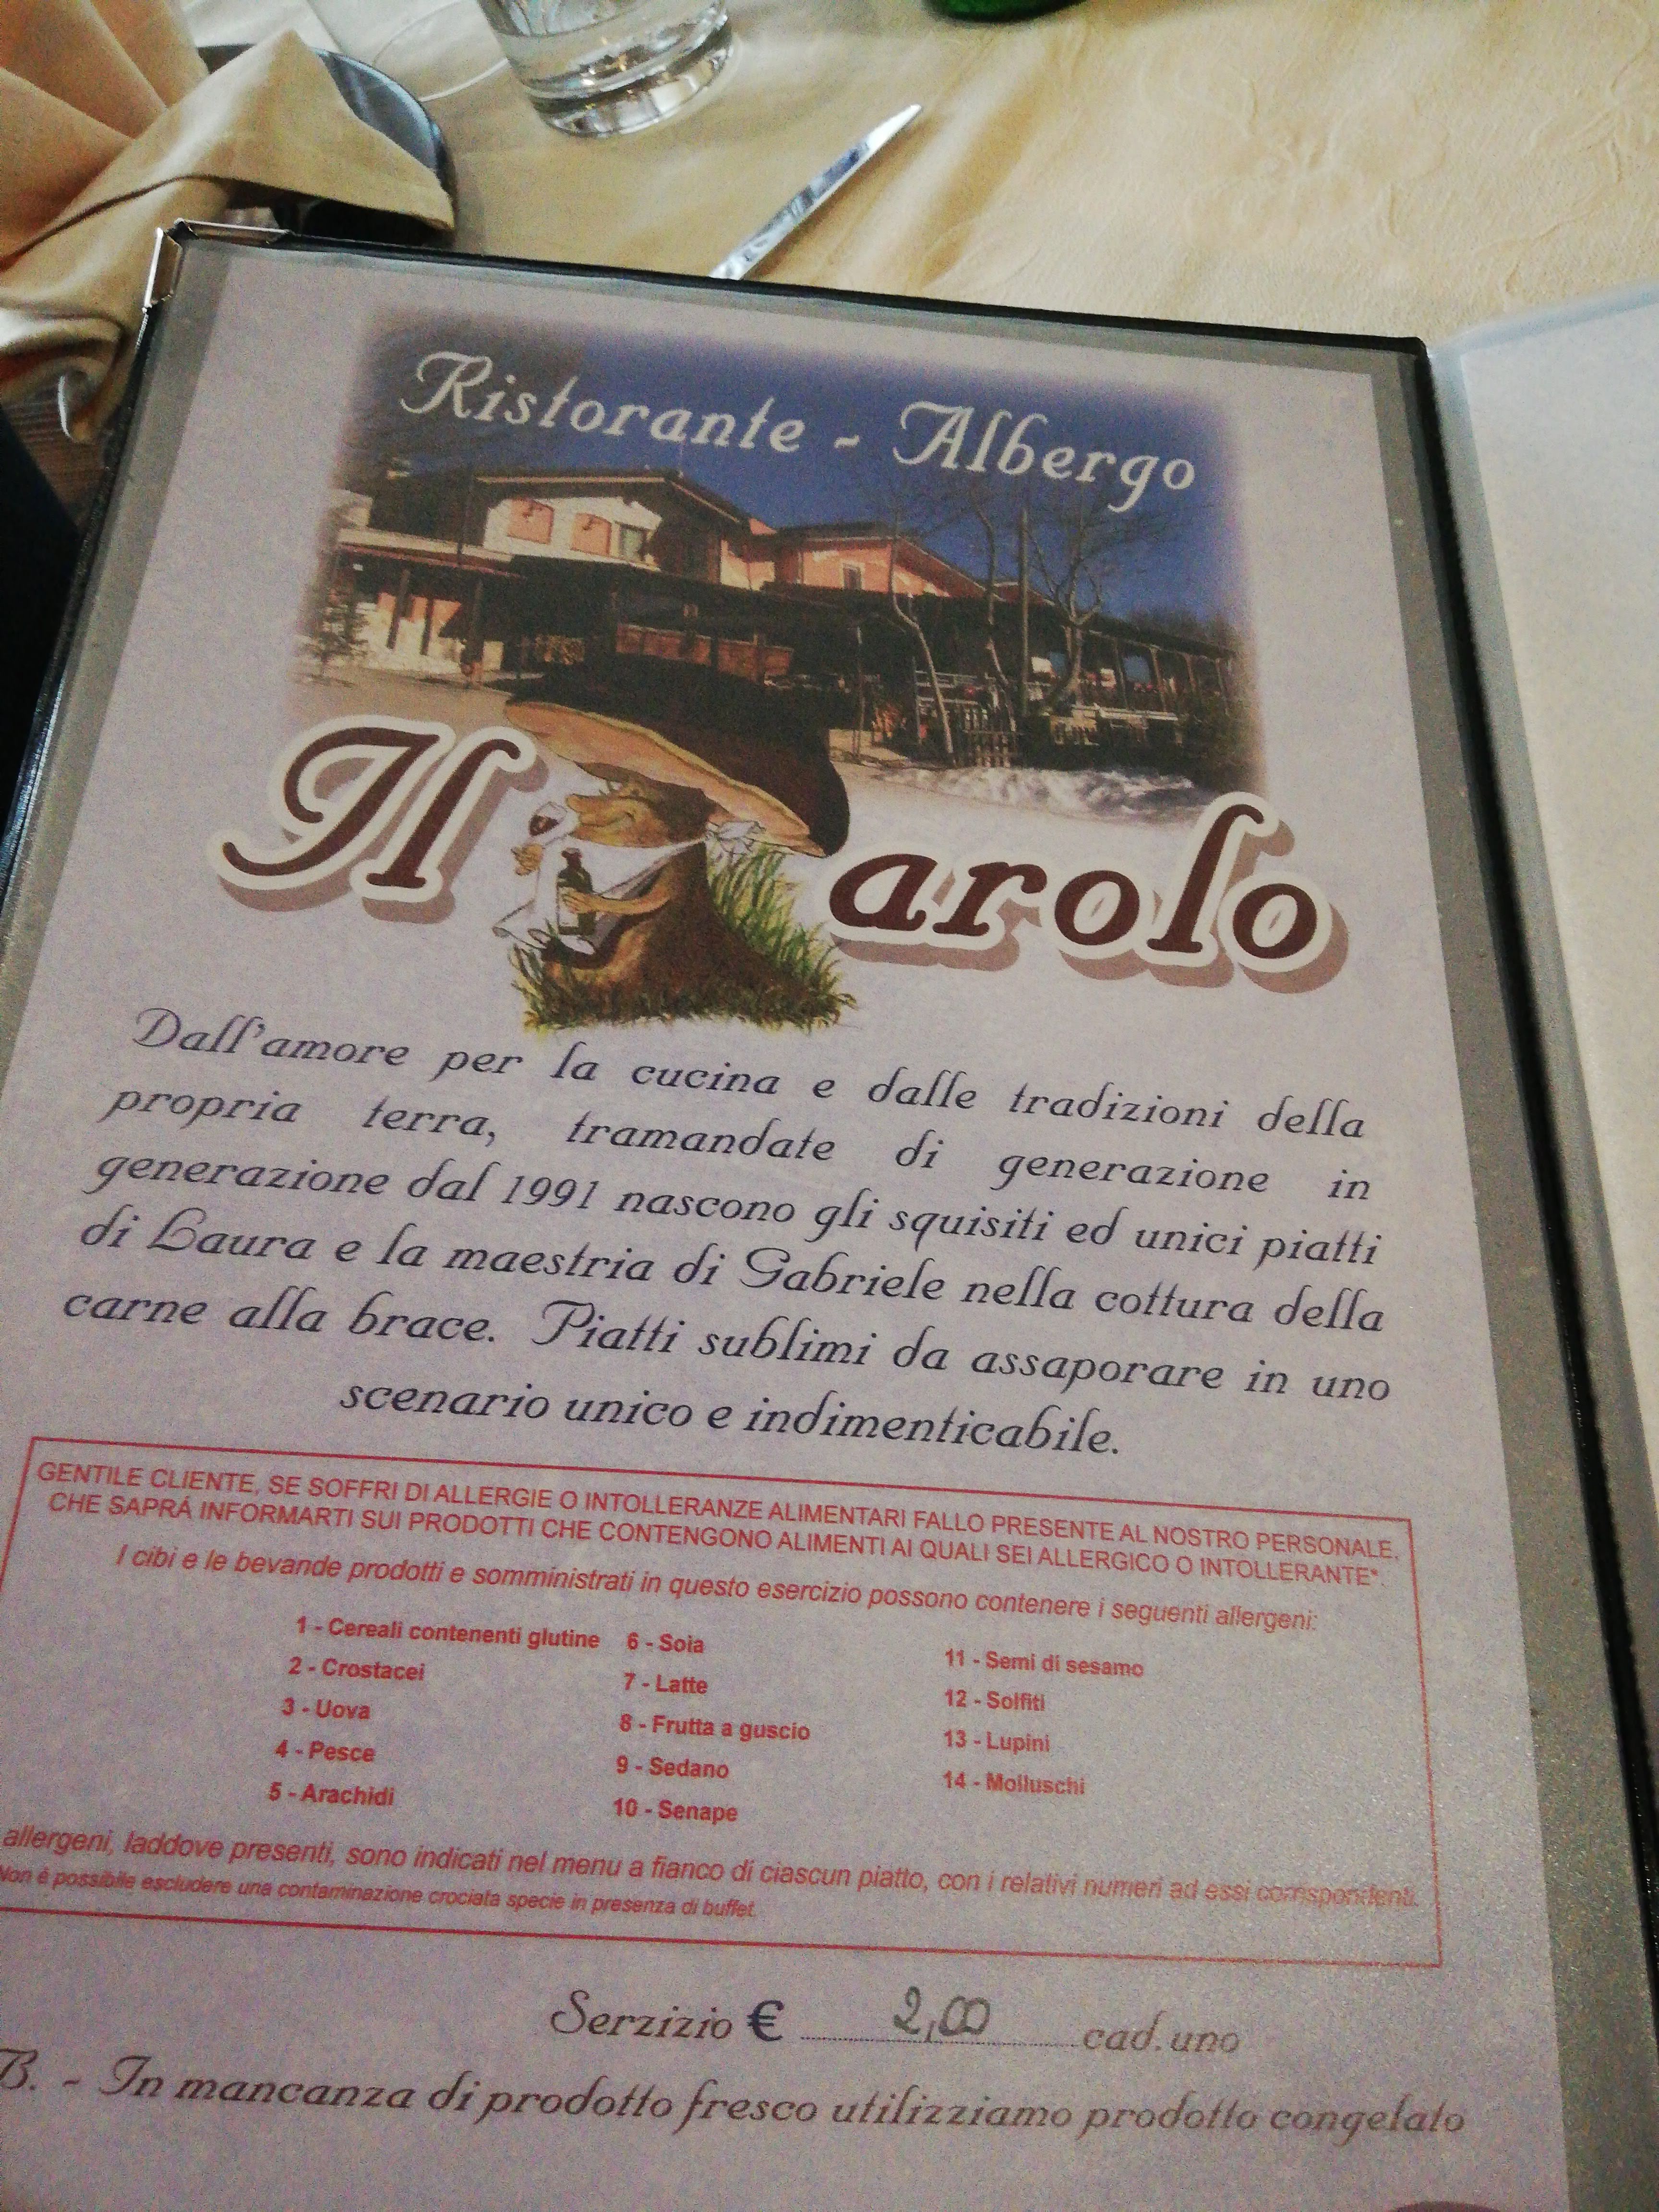 Ristorante - Albergo
Il arolo
Dall'amore per la cucina e dalle tradizioni della
propria terra, tramandate di generazione in
generazione dal 1991 nascono gli squisiti ed unici piatti
di Laura e la maestria di Gabriele nella cottura della
carne alla brace. Piatti sublimi da assaporare in uno
scenario unico e indimenticabile.
GENTILE CLIENTE, SE SOFFRI DI ALLERGIE O INTOLLERANZE ALIMENTARI FALLO PRESENTE AL NOSTRO PERSONALE,
CHE SAPRÁ INFORMARTI SUI PRODOTTI CHE CONTENGONO ALIMENTI AI QUALI SEI ALLERGICO O INTOLLERANTE*.
I cibi e le bevande prodotti e somministrati in questo esercizio possono contenere i seguenti allergeni:
1 - Cereali contenenti glutine
2 - Crostacei
3 - Uova
4 - Pesce
5 - Arachidi
6 - Soia
7 - Latte
8 - Frutta a guscio
9 - Sedano
10 - Senape
11 - Semi di sesamo
12 - Solfiti
13 - Lupini
14 - Molluschi
allergeni, laddove presenti, sono indicati nel menu a fianco di ciascun piatto, con i relativi numeri ad essi corrispondenti.
Non è possibile escludere una contaminazione crociata specie in presenza di buffet.
Serzizio € 2,00 cad. uno
B. - In mancanza di prodotto fresco utilizziamo prodotto congelato